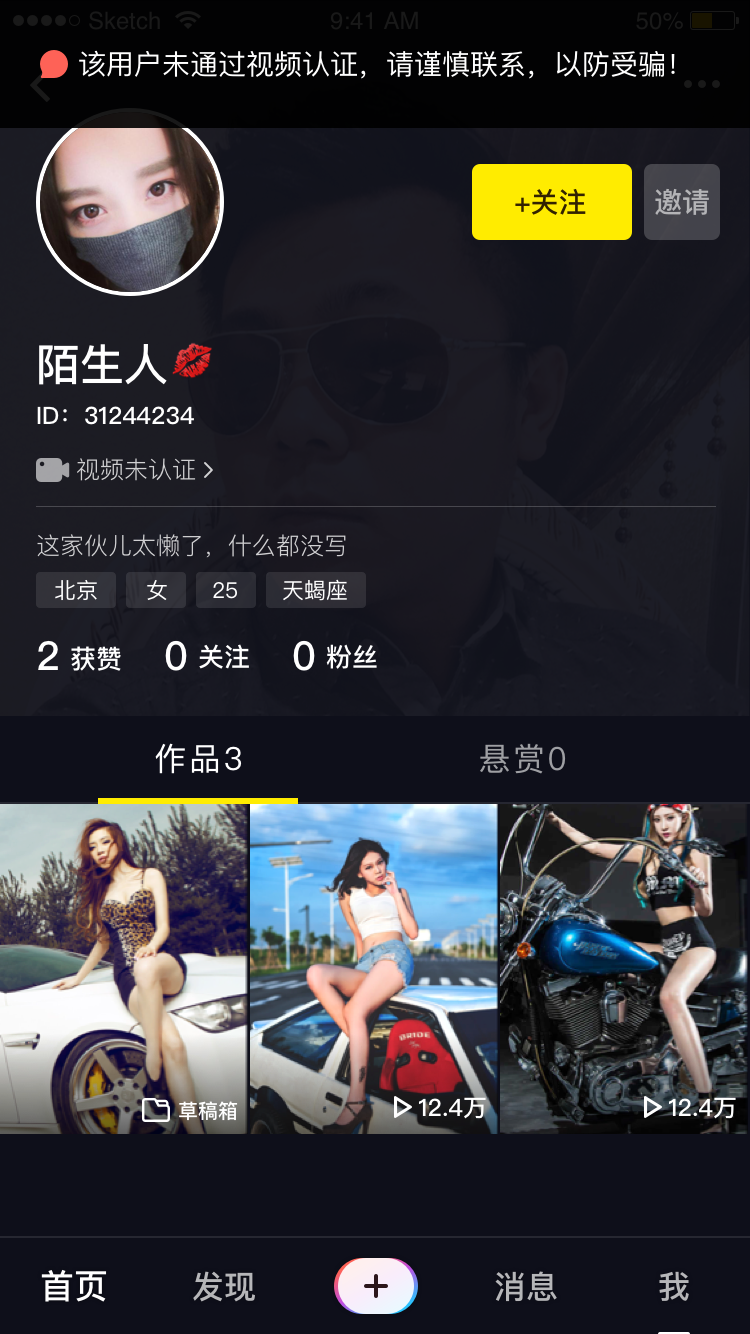 Sketch 9:41 AM 50%
该用户未通过视频认证，请谨慎联系，以防受骗！
+关注 邀请
陌生人
ID：31244234
视频未认证
这家伙儿太懒了，什么都没写
北京 女 25 天蝎座
2 获赞 0 关注 0 粉丝
作品3 悬赏0
BRIDE
草稿箱 12.4万 12.4万
首页 发现 消息 我